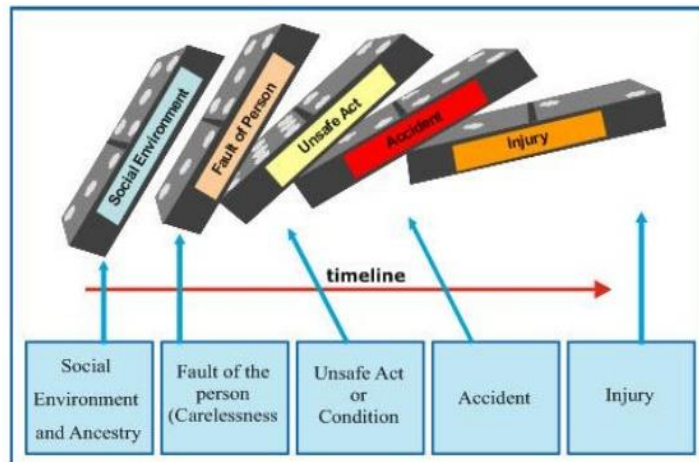 Social Environment
Fault of Person
Unsafe Act
Accident
Injury
timeline
Social
Environment
and Ancestry
Fault of the
person
(Carelessness
Unsafe Act
or
Condition
Accident
Injury